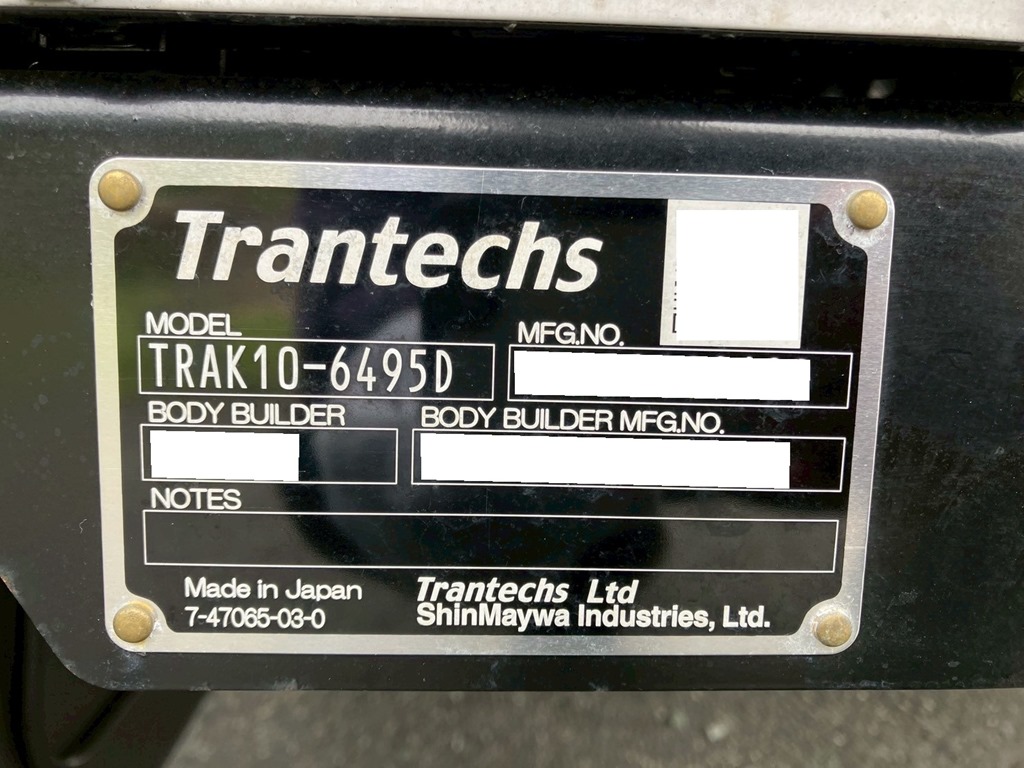 Trantechs
MODEL
MFG.NO.
TRAK10-6495D
BODY BUILDER
BODY BUILDER MFG.NO.
NOTES
Made in Japan
Trantechs Ltd
7-47065-03-0
ShinMaywa Industries, Ltd.